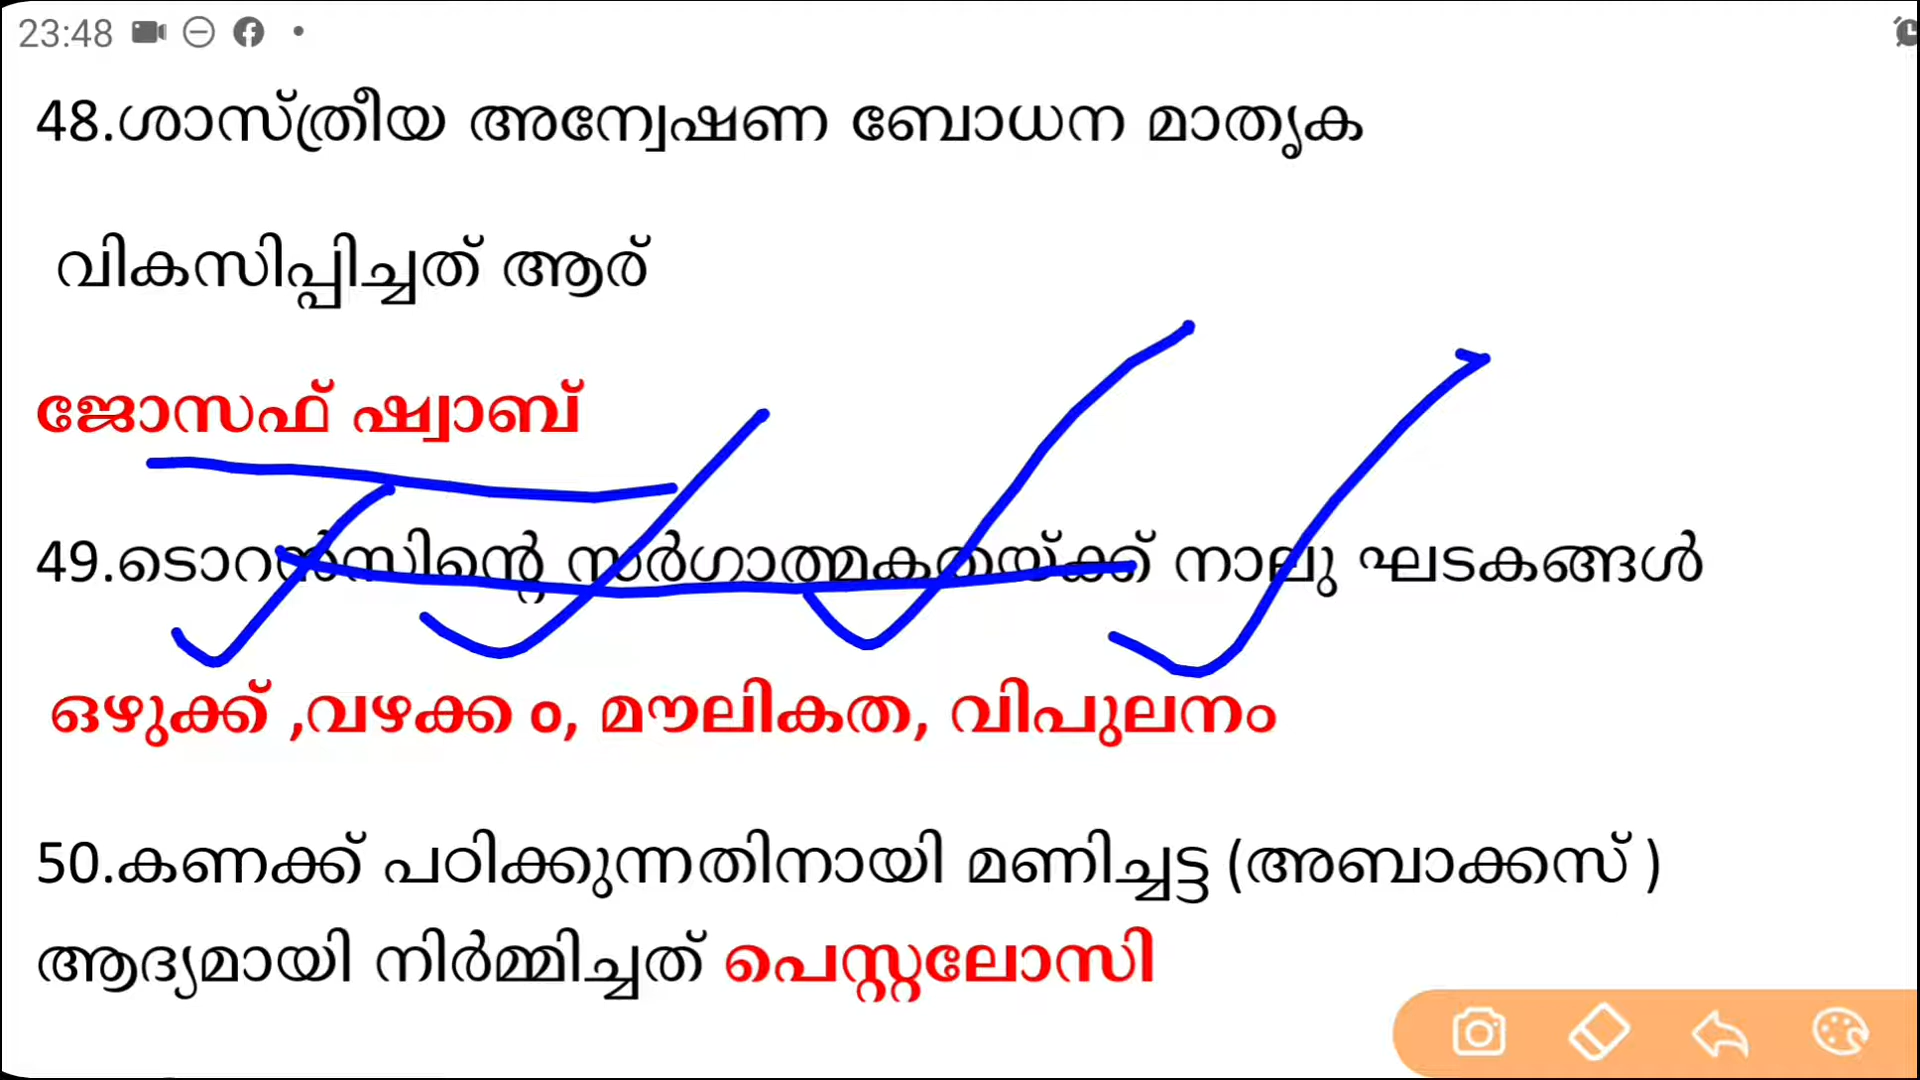 23:48
48.ശാസ്ത്രീയ അന്വേഷണ ബോധന മാതൃക
വികസിപ്പിച്ചത് ആര്
ജോസഫ് ഷ്വാബ്
49.ടൊറൻസിന്റെ സർഗാത്മകതയ്ക്ക് നാലു ഘടകങ്ങൾ
ഒഴുക്ക് ,വഴക്ക ം, മൗലികത, വിപുലനം
50.കണക്ക് പഠിക്കുന്നതിനായി മണിച്ചട്ട (അബാക്കസ് )
ആദ്യമായി നിർമ്മിച്ചത് പെസ്റ്റലോസി